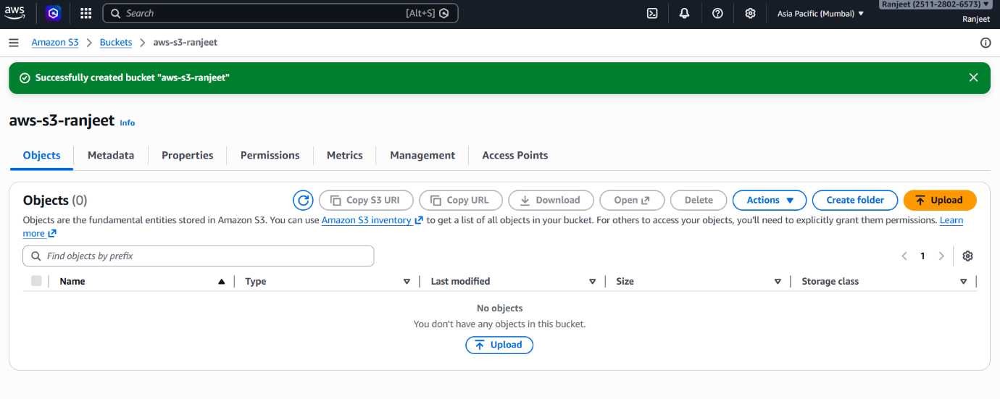 aws
Search [Alt+S]
Asia Pacific (Mumbai)
Ranjeet (2511-2802-6573)
Ranjeet
Amazon S3 > Buckets > aws-s3-ranjeet
Successfully created bucket "aws-s3-ranjeet"
aws-s3-ranjeet Info
Objects Metadata Properties Permissions Metrics Management Access Points
Objects (0) Copy S3 URI Copy URL Download Open Delete Actions Create folder Upload
Objects are the fundamental entities stored in Amazon S3. You can use Amazon S3 inventory to get a list of all objects in your bucket. For others to access your objects, you'll need to explicitly grant them permissions. Learn
more
Find objects by prefix 1
Name Type Last modified Size Storage class
No objects
You don't have any objects in this bucket.
Upload